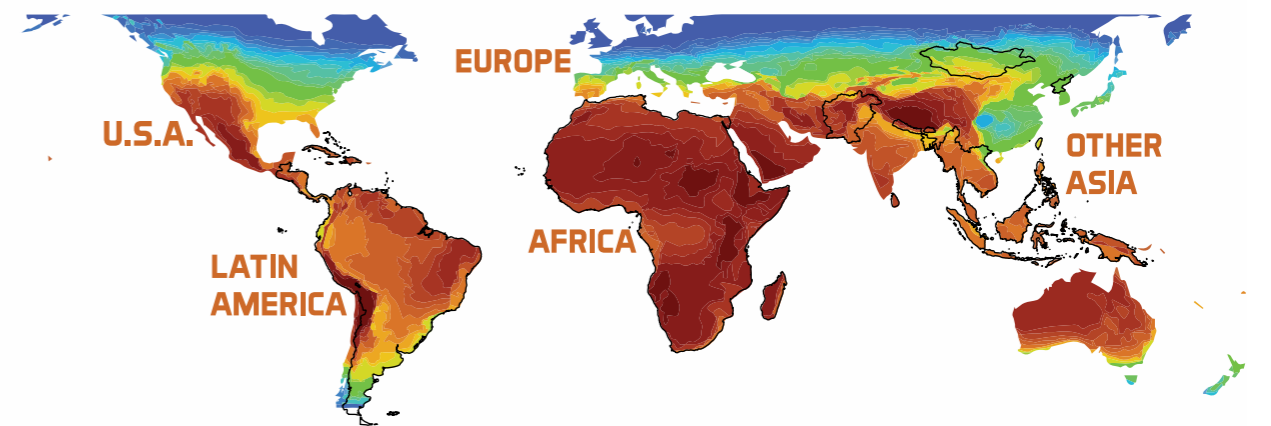 EUROPE
U.S.A.
OTHER
ASIA
AFRICA
LATIN
AMERICA